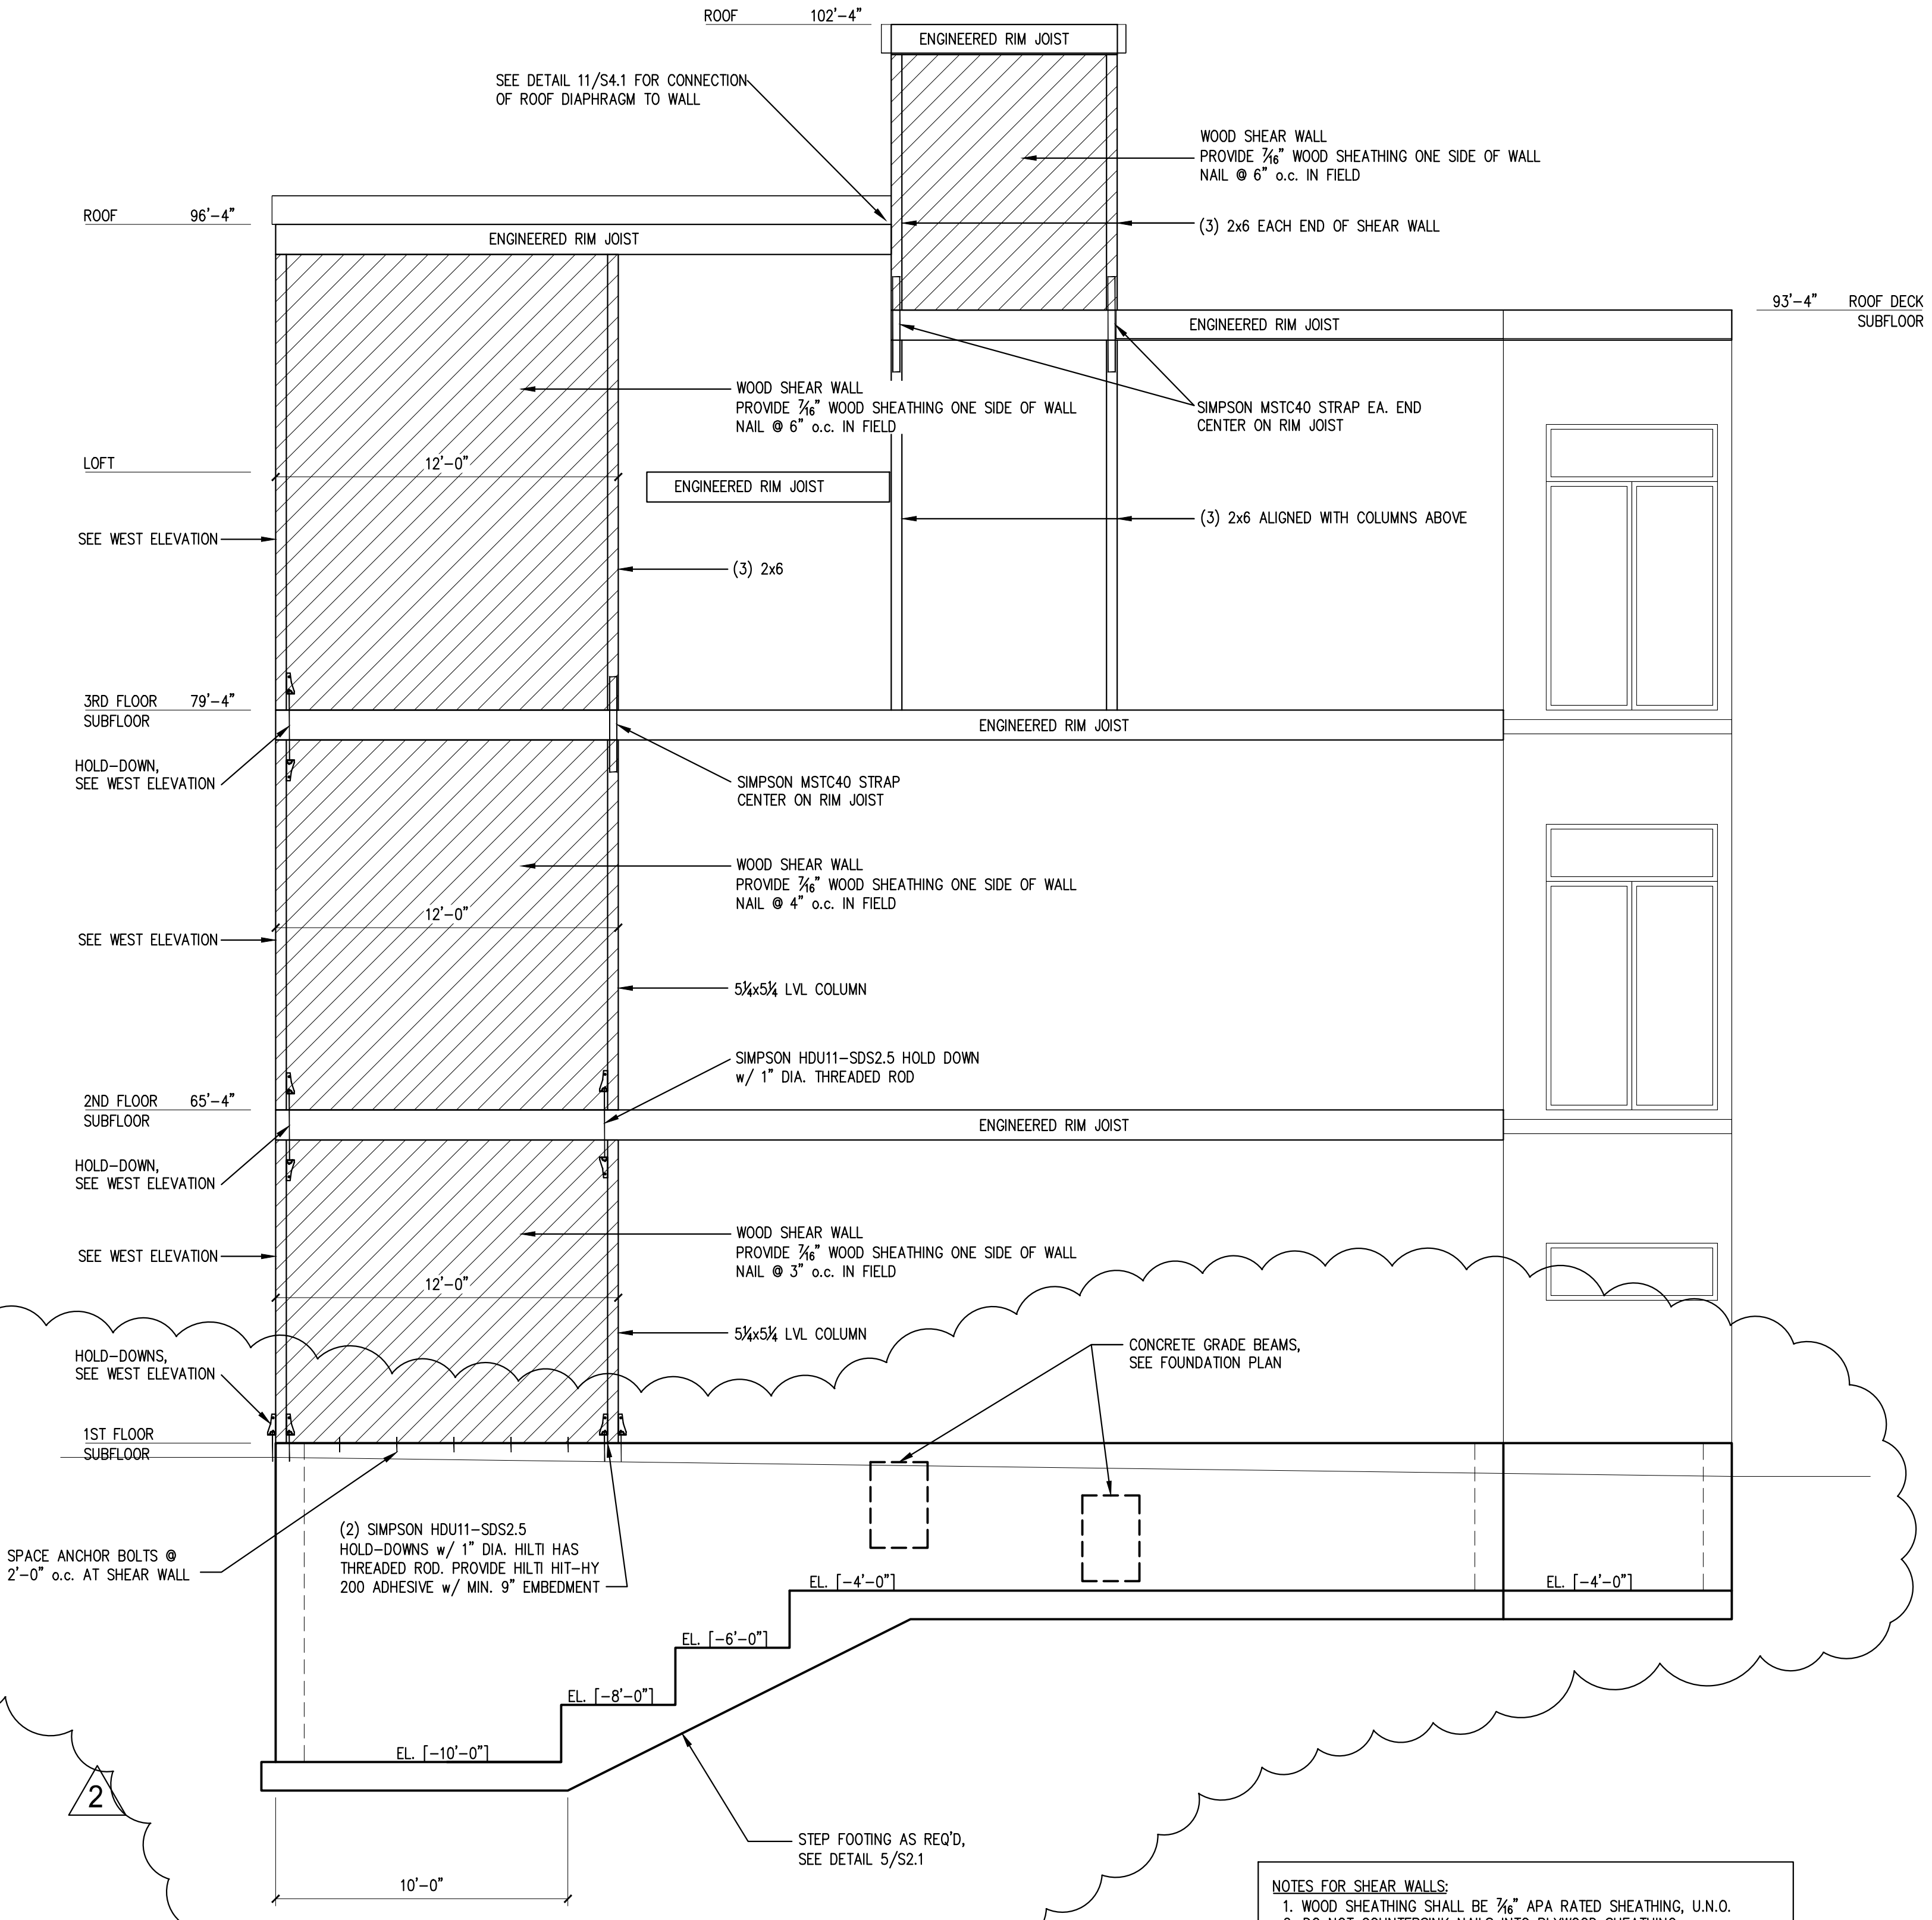 ROOF 102'-4"
ENGINEERED RIM JOIST
SEE DETAIL 11/S4.1 FOR CONNECTION
OF ROOF DIAPHRAGM TO WALL
WOOD SHEAR WALL
PROVIDE 7/16" WOOD SHEATHING ONE SIDE OF WALL
NAIL @ 6" o.c. IN FIELD
ROOF 96'-4"
(3) 2x6 EACH END OF SHEAR WALL
ENGINEERED RIM JOIST
93'-4" ROOF DECK
SUBFLOOR
ENGINEERED RIM JOIST
WOOD SHEAR WALL
PROVIDE 7/16" WOOD SHEATHING ONE SIDE OF WALL
NAIL @ 6" o.c. IN FIELD
SIMPSON MSTC40 STRAP EA. END
CENTER ON RIM JOIST
LOFT
12'-0"
ENGINEERED RIM JOIST
(3) 2x6 ALIGNED WITH COLUMNS ABOVE
SEE WEST ELEVATION
(3) 2x6
3RD FLOOR 79'-4"
SUBFLOOR
ENGINEERED RIM JOIST
HOLD-DOWN,
SEE WEST ELEVATION
SIMPSON MSTC40 STRAP
CENTER ON RIM JOIST
WOOD SHEAR WALL
PROVIDE 7/16" WOOD SHEATHING ONE SIDE OF WALL
NAIL @ 4" o.c. IN FIELD
12'-0"
SEE WEST ELEVATION
5 1/4x5 1/4 LVL COLUMN
SIMPSON HDU11-SDS2.5 HOLD DOWN
w/ 1" DIA. THREADED ROD
2ND FLOOR 65'-4"
SUBFLOOR
ENGINEERED RIM JOIST
HOLD-DOWN,
SEE WEST ELEVATION
WOOD SHEAR WALL
PROVIDE 7/16" WOOD SHEATHING ONE SIDE OF WALL
NAIL @ 3" o.c. IN FIELD
SEE WEST ELEVATION
12'-0"
5 1/4x5 1/4 LVL COLUMN
CONCRETE GRADE BEAMS,
SEE FOUNDATION PLAN
HOLD-DOWNS,
SEE WEST ELEVATION
1ST FLOOR
SUBFLOOR
SPACE ANCHOR BOLTS @
2'-0" o.c. AT SHEAR WALL
(2) SIMPSON HDU11-SDS2.5
HOLD-DOWNS w/ 1" DIA. HILTI HAS
THREADED ROD. PROVIDE HILTI HIT-HY
200 ADHESIVE w/ MIN. 9" EMBEDMENT
EL. [-4'-0"]
EL. [-4'-0"]
EL. [-6'-0"]
EL. [-8'-0"]
EL. [-10'-0"]
2
STEP FOOTING AS REQ'D,
SEE DETAIL 5/S2.1
10'-0"
NOTES FOR SHEAR WALLS:
1. WOOD SHEATHING SHALL BE 7/16" APA RATED SHEATHING, U.N.O.